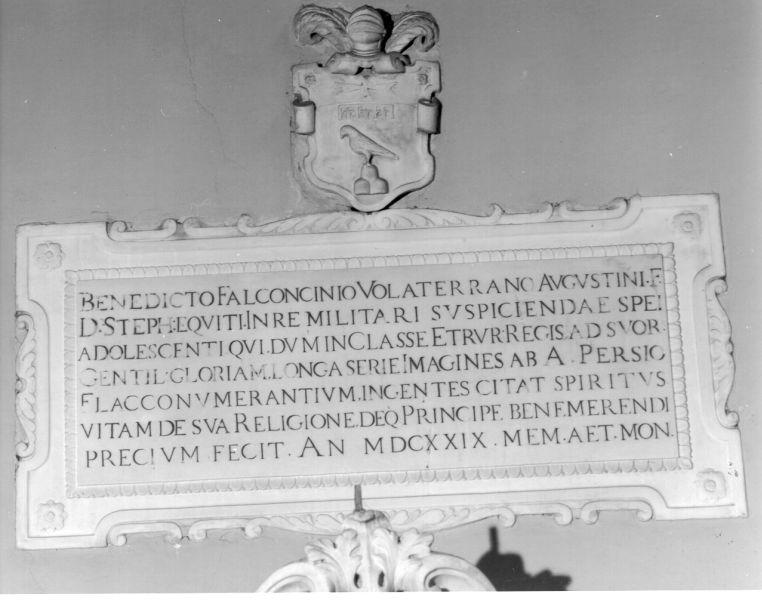 BENEDICTO FALCONCINIO VOLATERRANO AVGVSTINI·F·
D·STEPH·EQVITI·IN RE MILITARI SVSPICIENDAE SPEI
ADOLESCENTI QVI·DVM IN CLASSE ETRVR·REGIS·AD SVOR·
GENTIL·GLORIAM·LONGA SERIE IMAGINES AB A·PERSIO
FLACCO NVMERANTIVM·INGENTES CITAT SPIRITVS
VITAM DE SVA RELIGIONE·DEQ PRINCIPE BENE·MERENDI
PRECIVM FECIT·AN MDCXXIX·MEM·AET·MON·